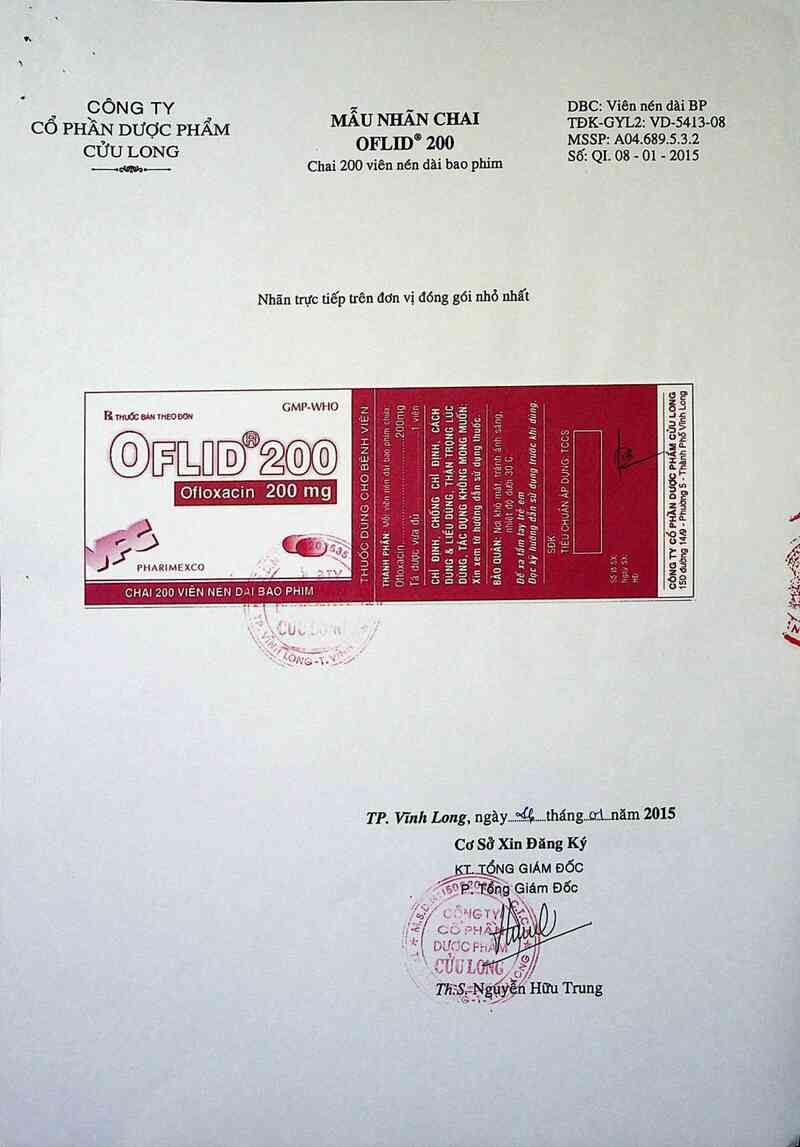 CÔNG TY
CỔ PHẦN DƯỢC PHẨM
CỬU LONG
MẪU NHÃN CHAI
OFLID® 200
Chai 200 viên nén dài bao phim
DBC: Viên nén dài BP
TĐK-GYL2: VD-5413-08
MSSP: A04.689.5.3.2
Số: QI. 08 - 01 - 2015
Nhãn trực tiếp trên đơn vị đóng gói nhỏ nhất
Rx THUỐC BÁN THEO ĐƠN
GMP-WHO
OFLID® 200
Ofloxacin 200 mg
VPC
PHARIMEXCO
CHAI 200 VIÊN NÉN DÀI BAO PHIM
THUỐC DÙNG CHO BỆNH VIỆN
THÀNH PHẦN: Mỗi viên nén dài bao phim chứa
Ofloxacin 200mg
Tá dược vừa đủ 1 viên
CHỈ ĐỊNH, CHỐNG CHỈ ĐỊNH, CÁCH
DÙNG & LIỀU DÙNG, THẬN TRỌNG LÚC
DÙNG, TÁC DỤNG KHÔNG MONG MUỐN:
Xin xem tờ hướng dẫn sử dụng thuốc.
BẢO QUẢN: Nơi khô mát, tránh ánh sáng,
nhiệt độ dưới 30°C
Để xa tầm tay trẻ em
Đọc kỹ hướng dẫn sử dụng trước khi dùng.
SĐK
TIÊU CHUẨN ÁP DỤNG: TCCS
Số lô SX:
Ngày SX:
HD
CÔNG TY CỔ PHẦN DƯỢC PHẨM CỬU LONG
150 đường 14/9 - Phường 5 - Thành Phố Vĩnh Long
CỬU LONG
TP. VĨNH LONG - T. VĨNH
TP. Vĩnh Long, ngày 26 tháng 01 năm 2015
Cơ Sở Xin Đăng Ký
KT. TỔNG GIÁM ĐỐC
P. Tổng Giám Đốc
CÔNG TY
CỔ PHẦN
DƯỢC PHẨM
CỬU LONG
Th.S. Nguyễn Hữu Trung